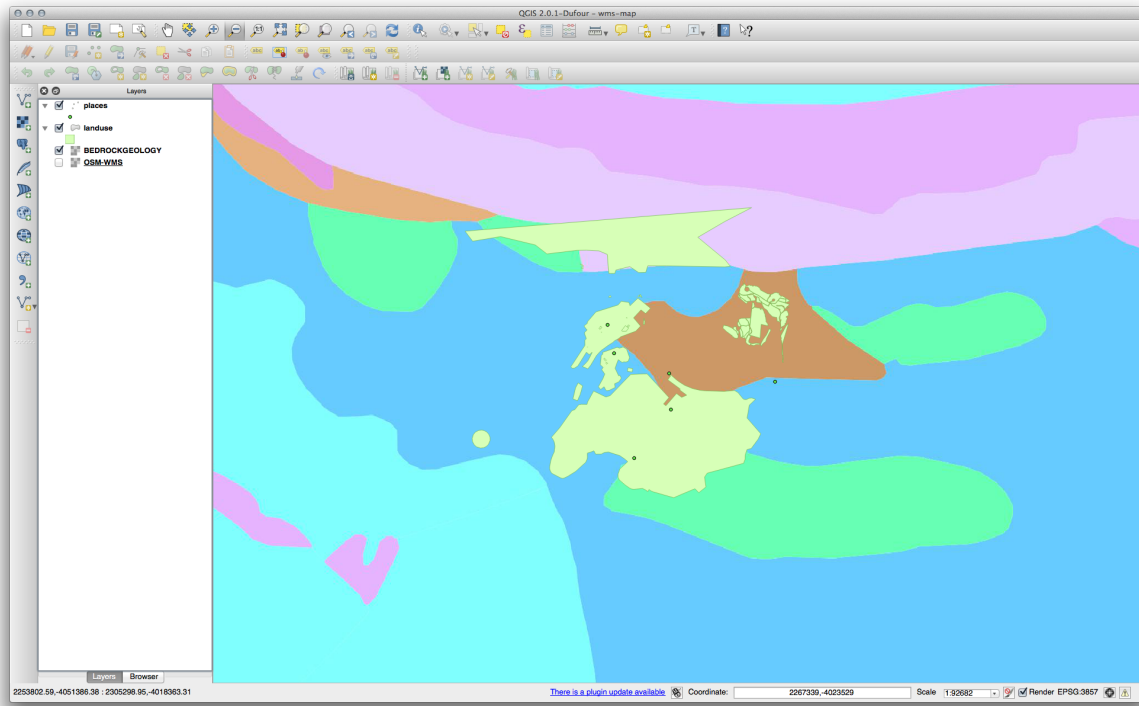 QGIS 2.0.1-Dufour - wms-map
Layers
places
landuse
BEDROCKGEOLOGY
OSM-WMS
Layers Browser
2253802.59,-4051386.38 : 2305298.95,-4018363.31 There is a plugin update available Coordinate: 2267339,-4023529 Scale 1:92682 Render EPSG:3857